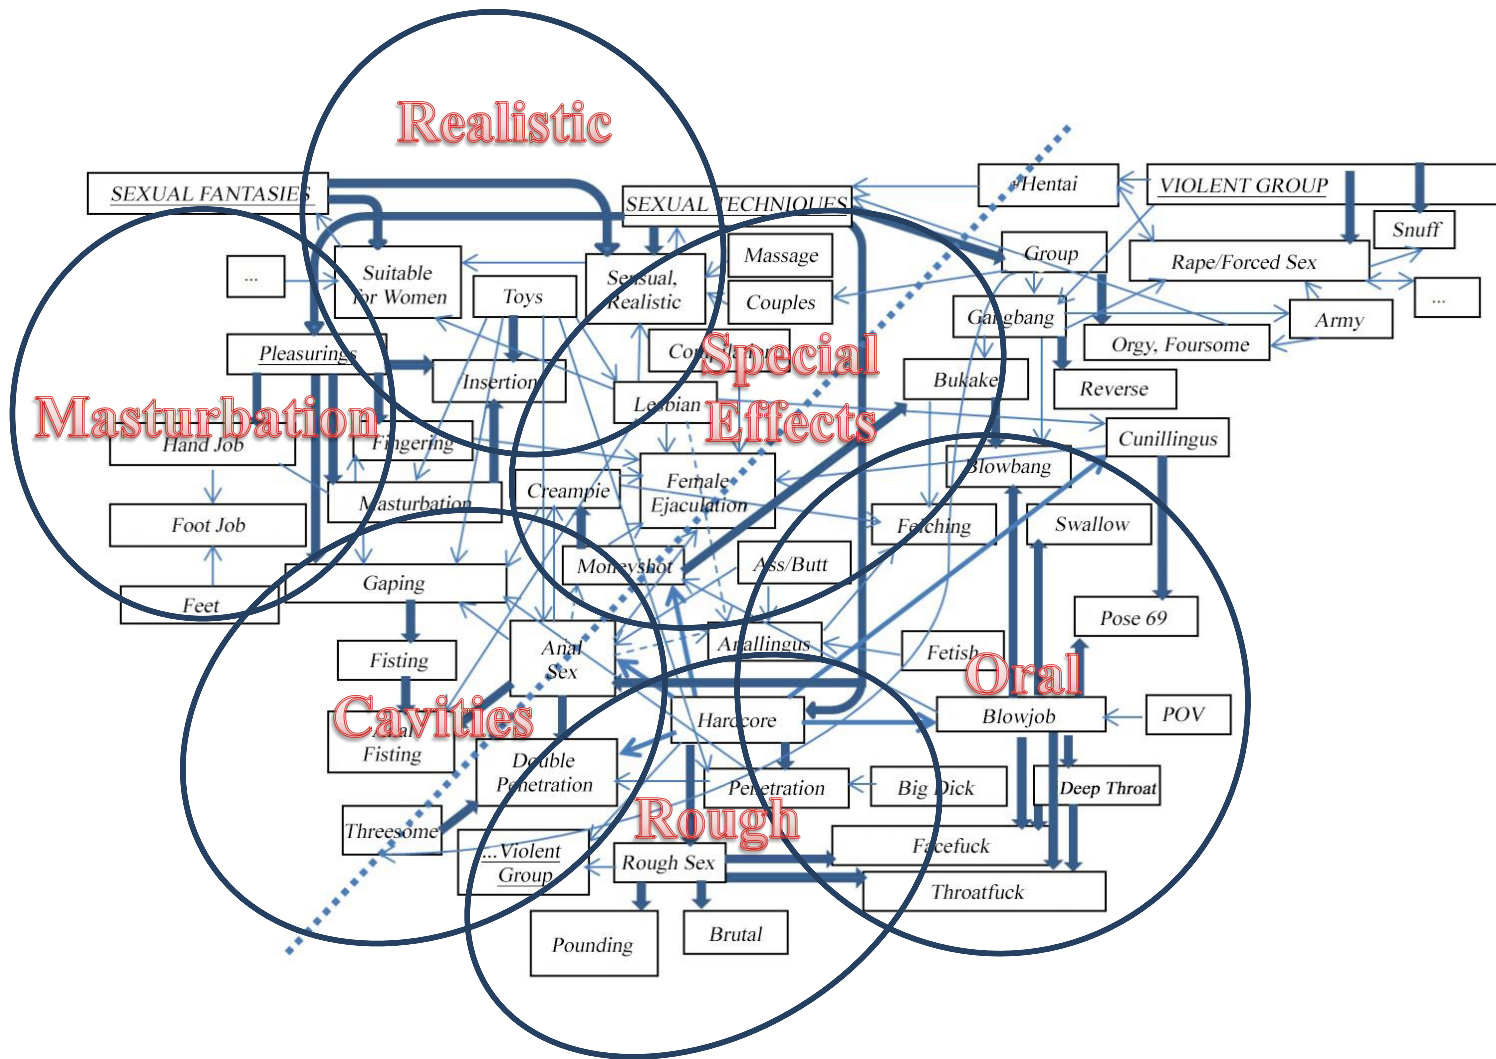 Realistic
SEXUAL FANTASIES
SEXUAL TECHNIQUES
#Hentai
VIOLENT GROUP
Snuff
Group
Rape/Forced Sex
...
Suitable
for Women
Toys
Sensual,
Realistic
Massage
Couples
Gangbang
Army
...
Orgy, Foursome
Pleasurings
Compilation
Special
Effects
Insertion
Bukake
Reverse
Lesbian
Masturbation
Hand Job
Fingering
Cunillingus
Female
Ejaculation
Blowbang
Creampie
Masturbation
Foot Job
Felching
Swallow
Gaping
Moneyshot
Ass/Butt
Feet
Pose 69
Anal
Sex
Anallingus
Fetish
Fisting
Oral
Cavities
Anal
Fisting
Hardcore
Blowjob
POV
Double
Penetration
Penetration
Big Dick
Deep Throat
Rough
Threesome
...Violent
Group
Rough Sex
Facefuck
Throatfuck
Pounding
Brutal